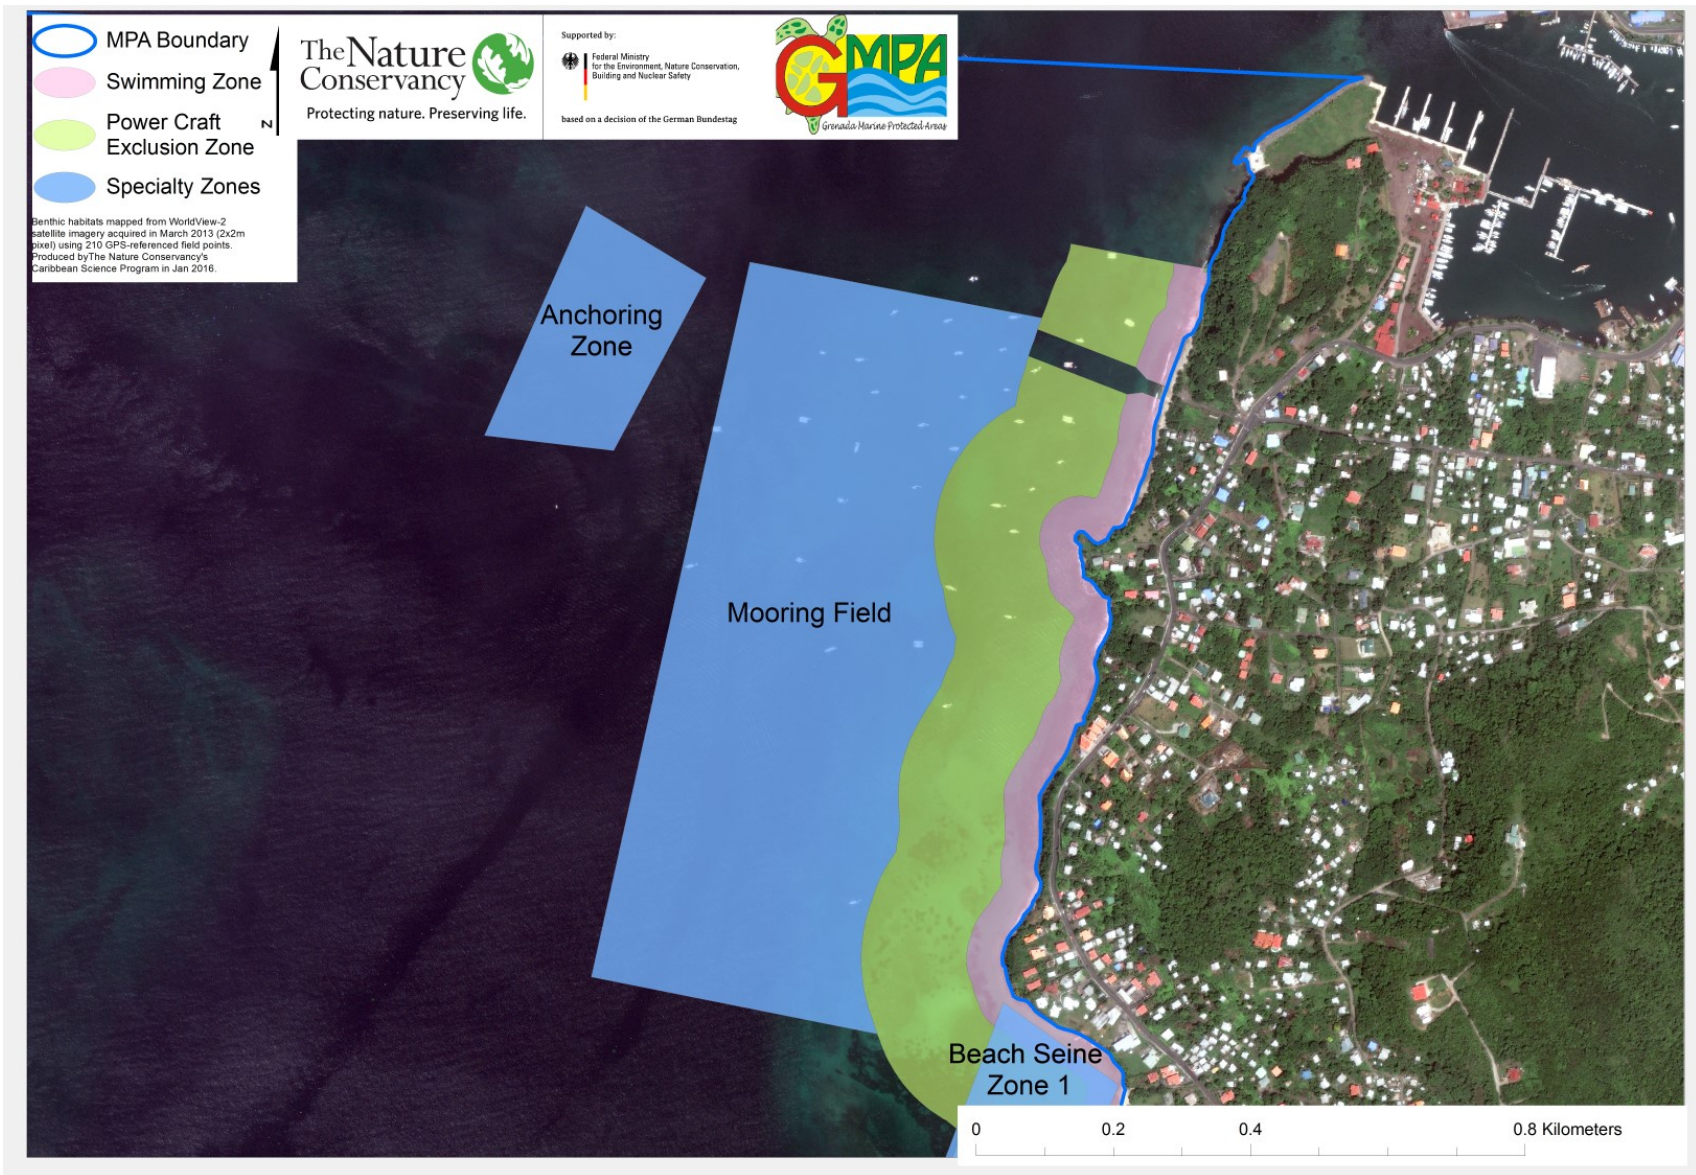 MPA Boundary
Swimming Zone
Power Craft
Exclusion Zone
Specialty Zones
N
Benthic habitats mapped from WorldView-2
satellite imagery acquired in March 2013 (2x2m
pixel) using 210 GPS-referenced field points.
Produced byThe Nature Conservancy's
Caribbean Science Program in Jan 2016.
The Nature
Conservancy
Protecting nature. Preserving life.
Supported by:
Federal Ministry
for the Environment, Nature Conservation,
Building and Nuclear Safety
based on a decision of the German Bundestag
GMPA
Grenada Marine Protected Areas
Anchoring
Zone
Mooring Field
Beach Seine
Zone 1
0 0.2 0.4 0.8 Kilometers